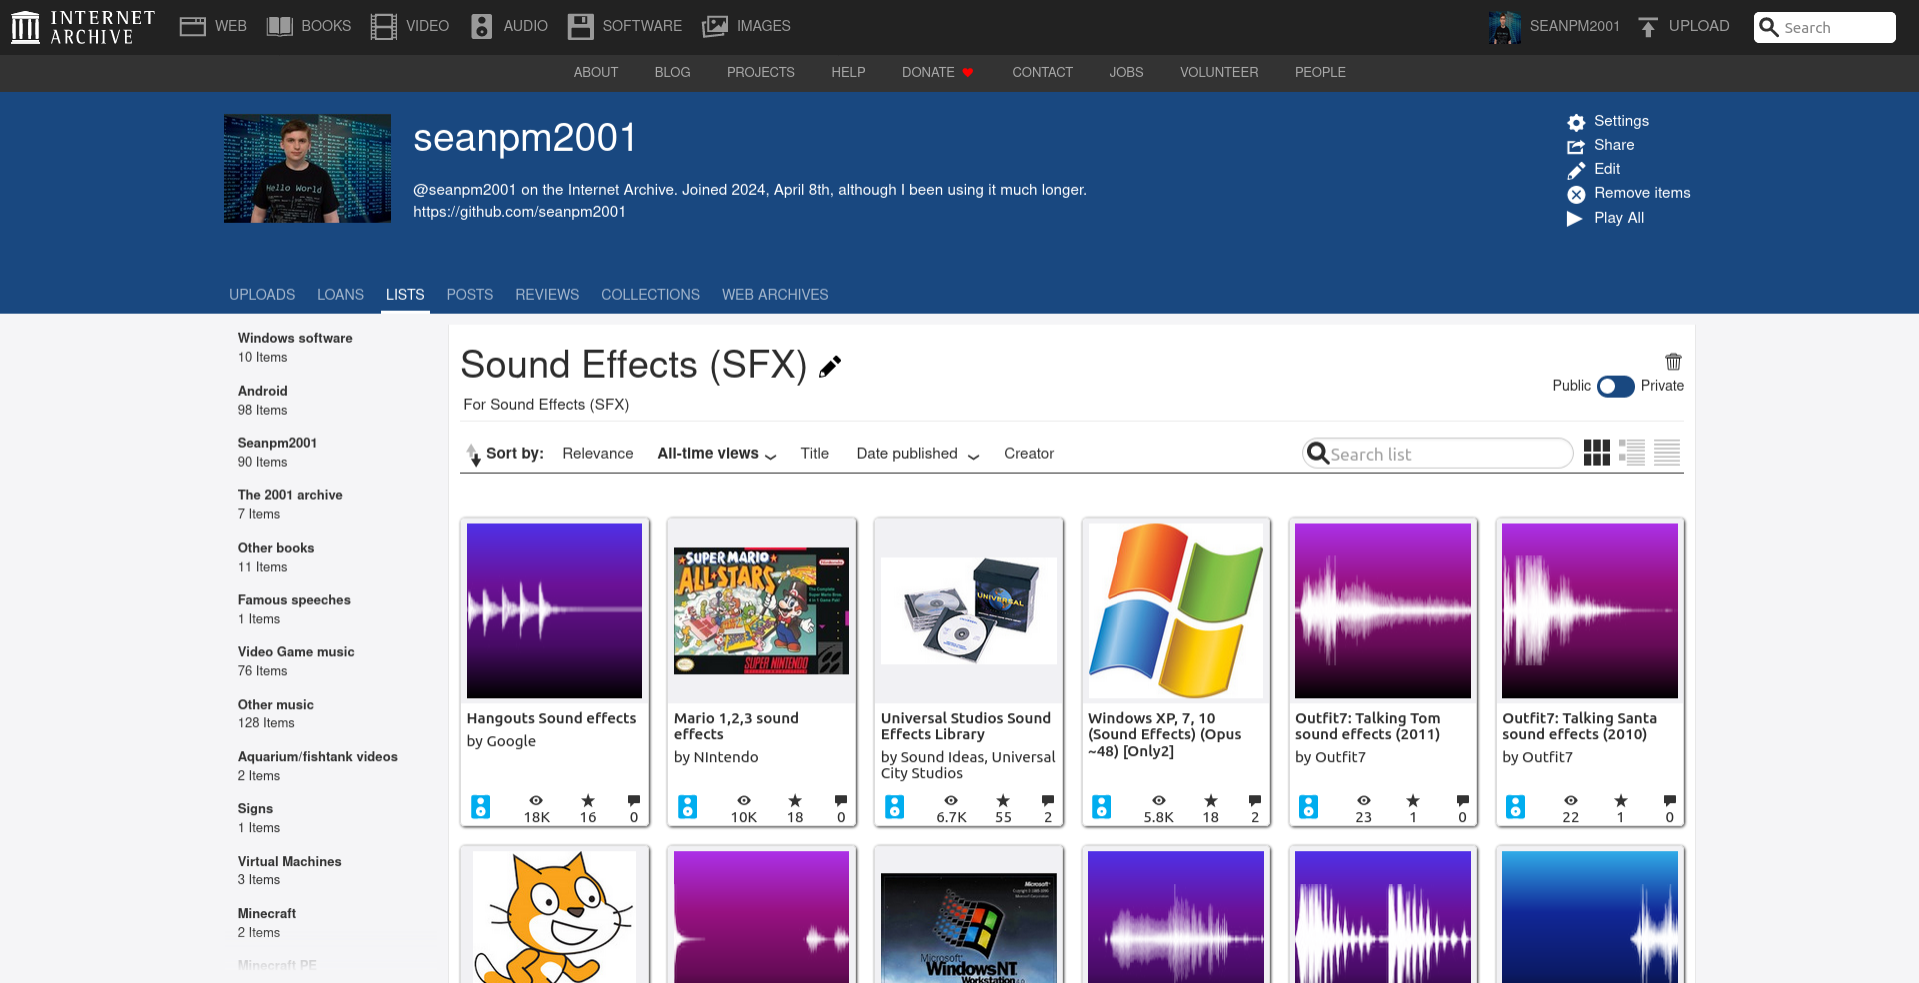 INTERNET ARCHIVE
WEB
BOOKS
VIDEO
AUDIO
SOFTWARE
IMAGES
SEANPM2001
UPLOAD
Search
ABOUT
BLOG
PROJECTS
HELP
DONATE
CONTACT
JOBS
VOLUNTEER
PEOPLE
Hello World
seanpm2001
@seanpm2001 on the Internet Archive. Joined 2024, April 8th, although I been using it much longer.
https://github.com/seanpm2001
Settings
Share
Edit
Remove items
Play All
UPLOADS
LOANS
LISTS
POSTS
REVIEWS
COLLECTIONS
WEB ARCHIVES
Windows software
10 Items
Android
98 Items
Seanpm2001
90 Items
The 2001 archive
7 Items
Other books
11 Items
Famous speeches
1 Items
Video Game music
76 Items
Other music
128 Items
Aquarium/fishtank videos
2 Items
Signs
1 Items
Virtual Machines
3 Items
Minecraft
2 Items
Minecraft PE
Sound Effects (SFX)
For Sound Effects (SFX)
Public
Private
Sort by:
Relevance
All-time views
Title
Date published
Creator
Search list
Hangouts Sound effects
by Google
18K
16
0
SUPER MARIO
ALL-STARS
SUPER NINTENDO
Mario 1,2,3 sound
effects
by NIntendo
10K
18
0
UNIVERSAL
Universal Studios Sound
Effects Library
by Sound Ideas, Universal
City Studios
6.7K
55
2
Windows XP, 7, 10
(Sound Effects) (Opus
~48) [Only2]
5.8K
18
2
Outfit7: Talking Tom
sound effects (2011)
by Outfit7
23
1
0
Outfit7: Talking Santa
sound effects (2010)
by Outfit7
22
1
0
Microsoft
Microsoft
Windows NT
Workstation